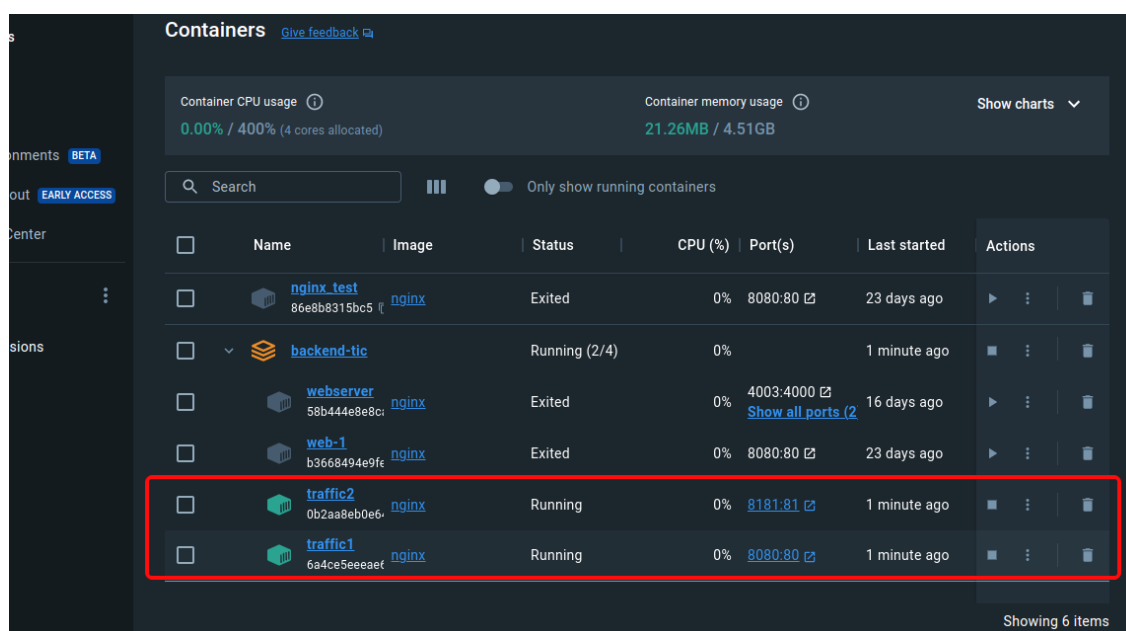 s
Containers Give feedback
Container CPU usage
0.00% / 400% (4 cores allocated)
Container memory usage
21.26MB / 4.51GB
Show charts
onments BETA
out EARLY ACCESS
Center
sions
Search
Only show running containers
Name Image Status CPU (%) Port(s) Last started Actions
nginx_test
86e8b8315bc5
nginx Exited 0% 8080:80 23 days ago
backend-tic Running (2/4) 0% 1 minute ago
webserver
58b444e8e8c
nginx Exited 0% 4003:4000
Show all ports (2
16 days ago
web-1
b3668494e9fe
nginx Exited 0% 8080:80 23 days ago
traffic2
0b2aa8eb0e6
nginx Running 0% 8181:81 1 minute ago
traffic1
6a4ce5eeeae
nginx Running 0% 8080:80 1 minute ago
Showing 6 items